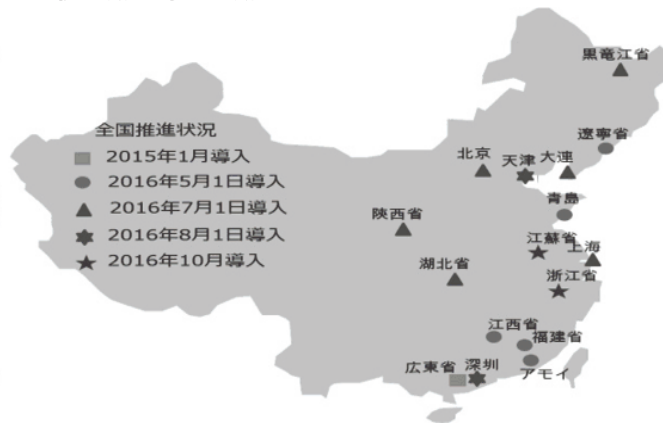 黒竜江省
全国推進状況
2015年1月導入
2016年5月1日導入
2016年7月1日導入
2016年8月1日導入
2016年10月導入
遼寧省
北京
天津
大連
青島
陝西省
江蘇省
上海
湖北省
浙江省
江西省
福建省
広東省
深圳
アモイ